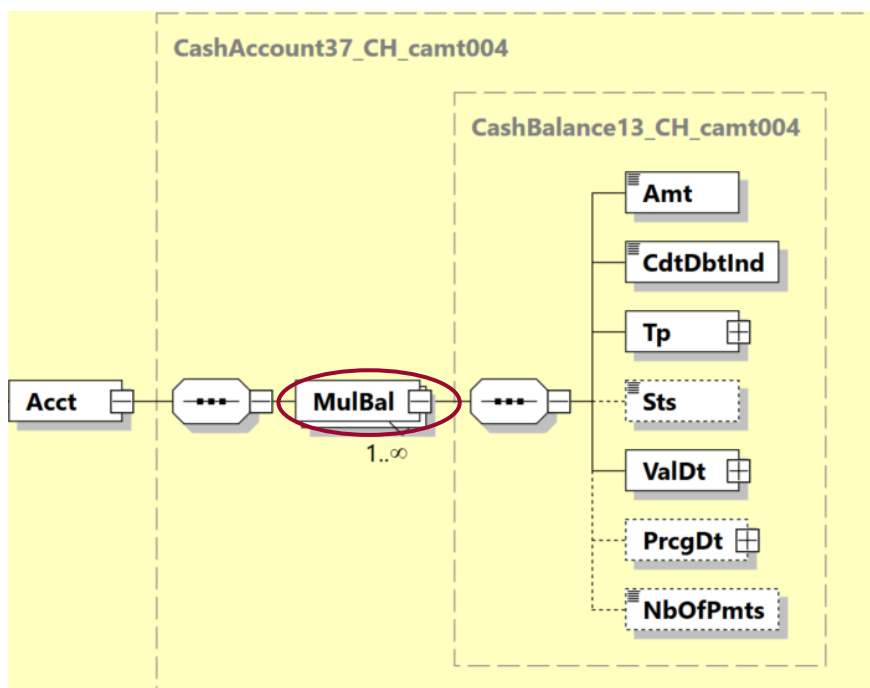 CashAccount37_CH_camt004
CashBalance13_CH_camt004
Amt
CdtDbtInd
Tp
Acct
MulBal
1..∞
Sts
ValDt
PrcgDt
NbOfPmts